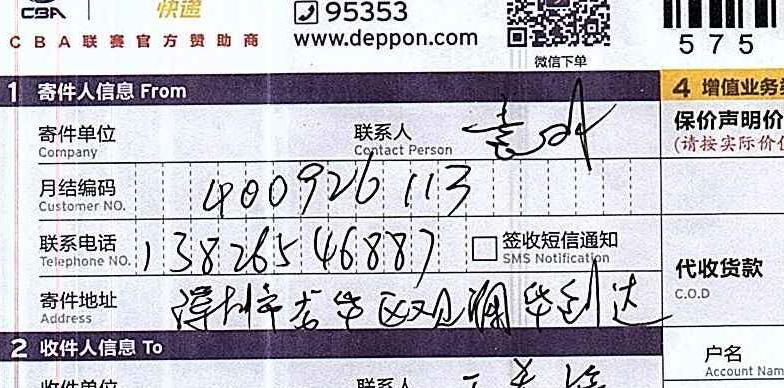 CBA 快递 95353
CBA联赛官方赞助商 www.deppon.com
微信下单 575
1 寄件人信息 From 4 增值业务
寄件单位 联系人 袁 保价声明价
Company Contact Person (请按实际价值
月结编码 400926113
Customer NO.
联系电话 13826546887 签收短信通知
Telephone NO. SMS Notification
代收货款
C.O.D
寄件地址 深圳市龙华区观澜华到达
Address
2 收件人信息 To
户名
Account Nam
收件单位 联系人